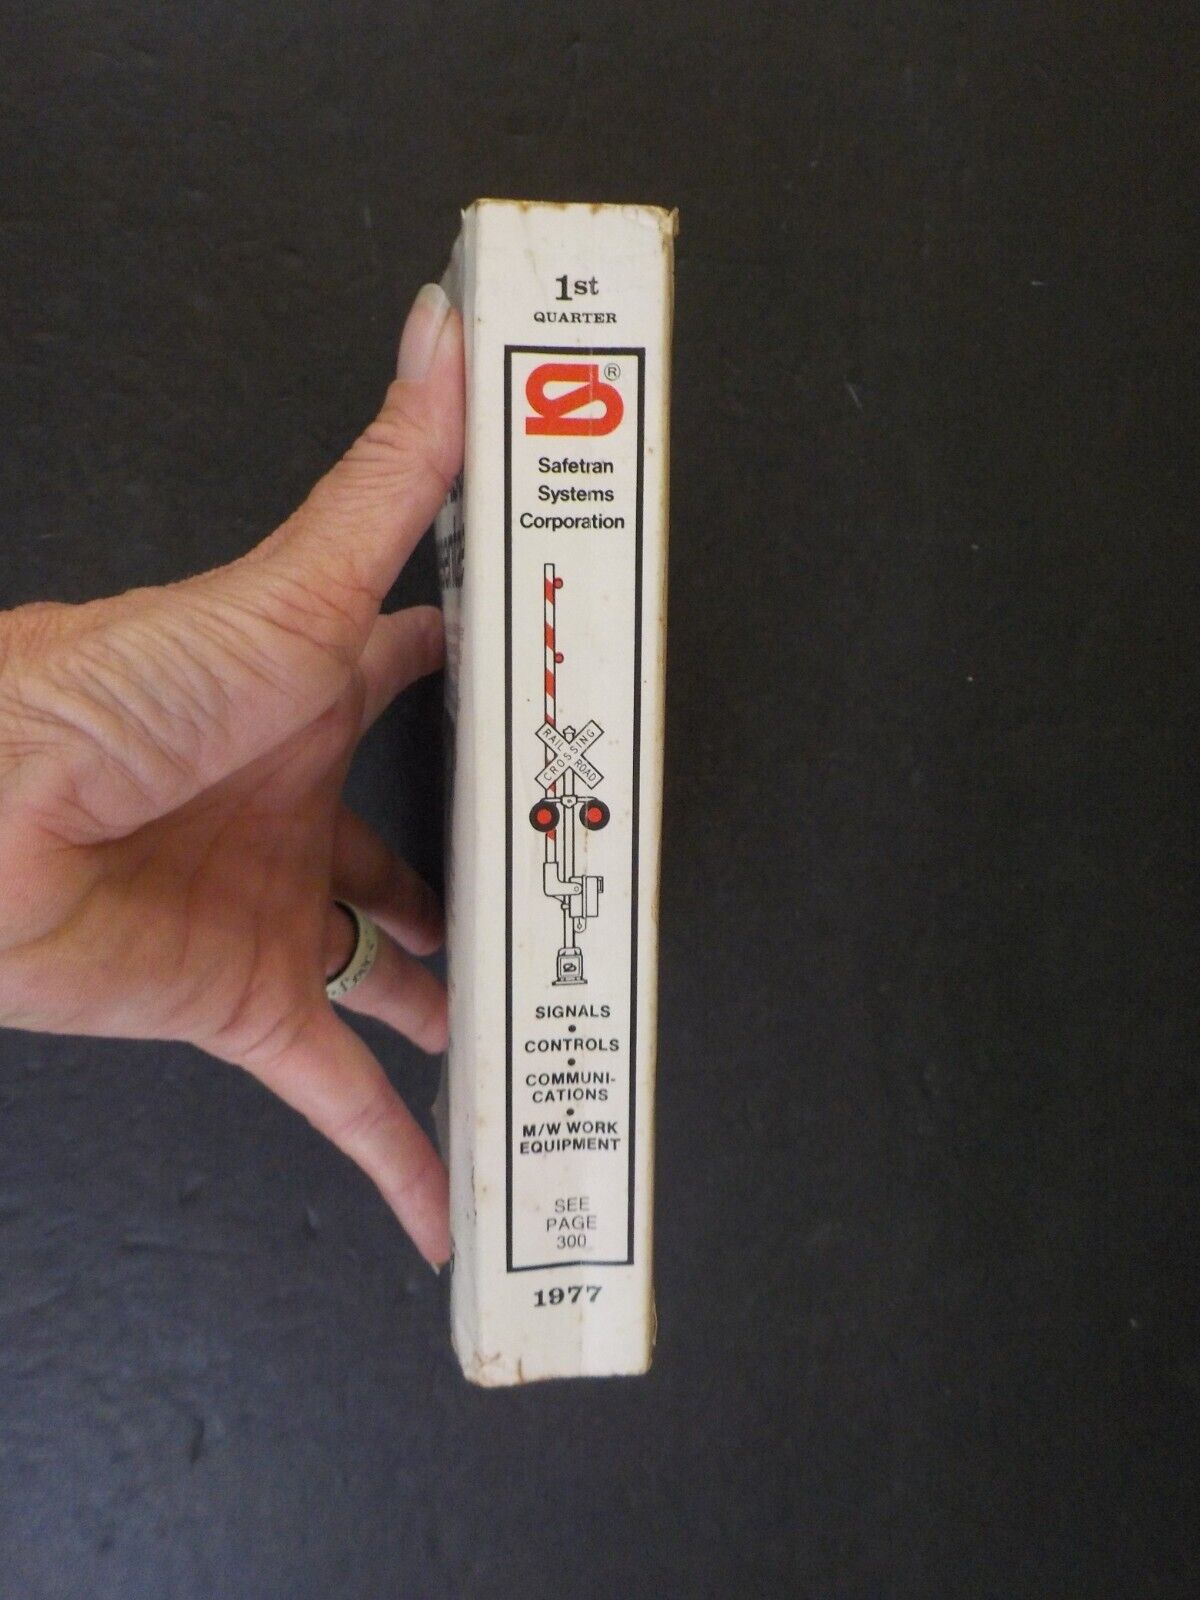 1st
QUARTER
®
Safetran
Systems
Corporation
RAIL ROAD
CROSSING
SIGNALS
•
CONTROLS
•
COMMUNI-
CATIONS
•
M/W WORK
EQUIPMENT
SEE
PAGE
300
1977